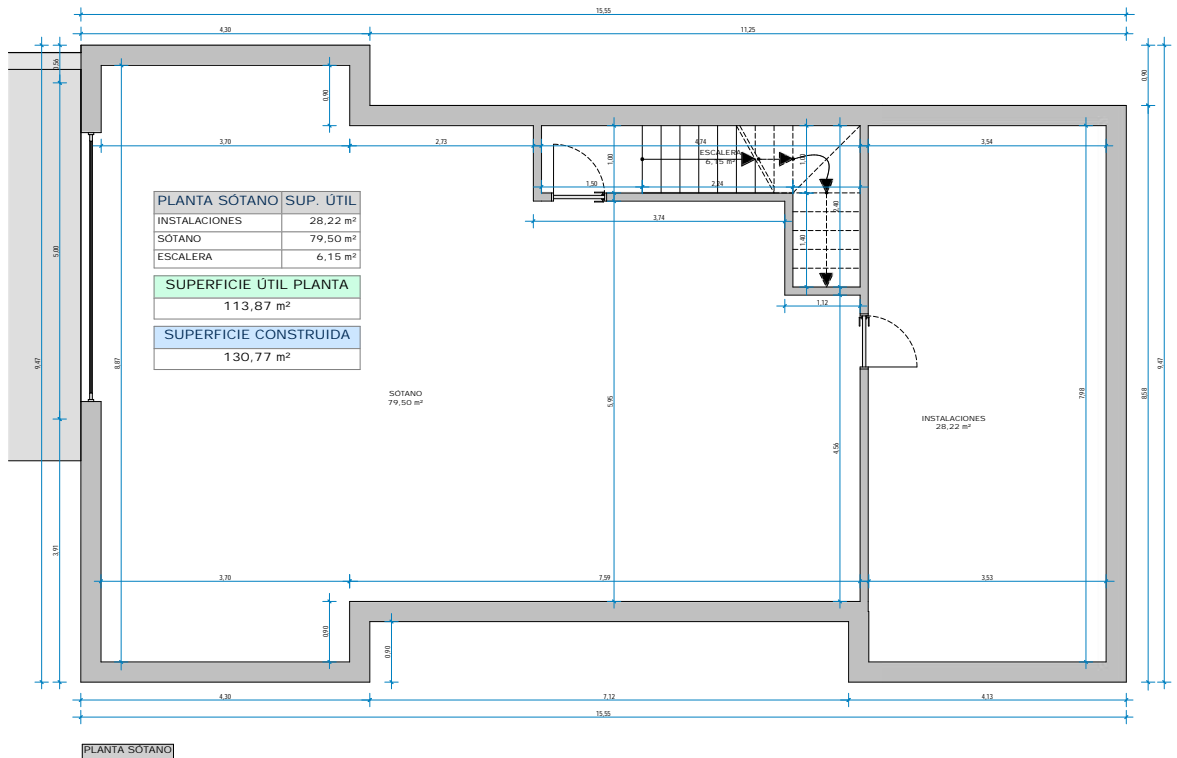 15,55
4,30
11,25
0,56
0,90
0,90
3,70
2,73
4,74
ESCALERA
6,15 m²
1,00
1,00
3,54
1,50
2,24
2,40
3,74
1,40
1,12
PLANTA SÓTANO SUP. ÚTIL
INSTALACIONES 28,22 m²
SÓTANO 79,50 m²
ESCALERA 6,15 m²
SUPERFICIE ÚTIL PLANTA
113,87 m²
SUPERFICIE CONSTRUIDA
130,77 m²
5,00
9,47
8,87
SÓTANO
79,50 m²
5,95
4,56
INSTALACIONES
28,22 m²
7,98
8,58
9,47
3,91
3,70
7,59
3,53
0,90
0,90
4,30
7,12
4,13
15,55
PLANTA SÓTANO